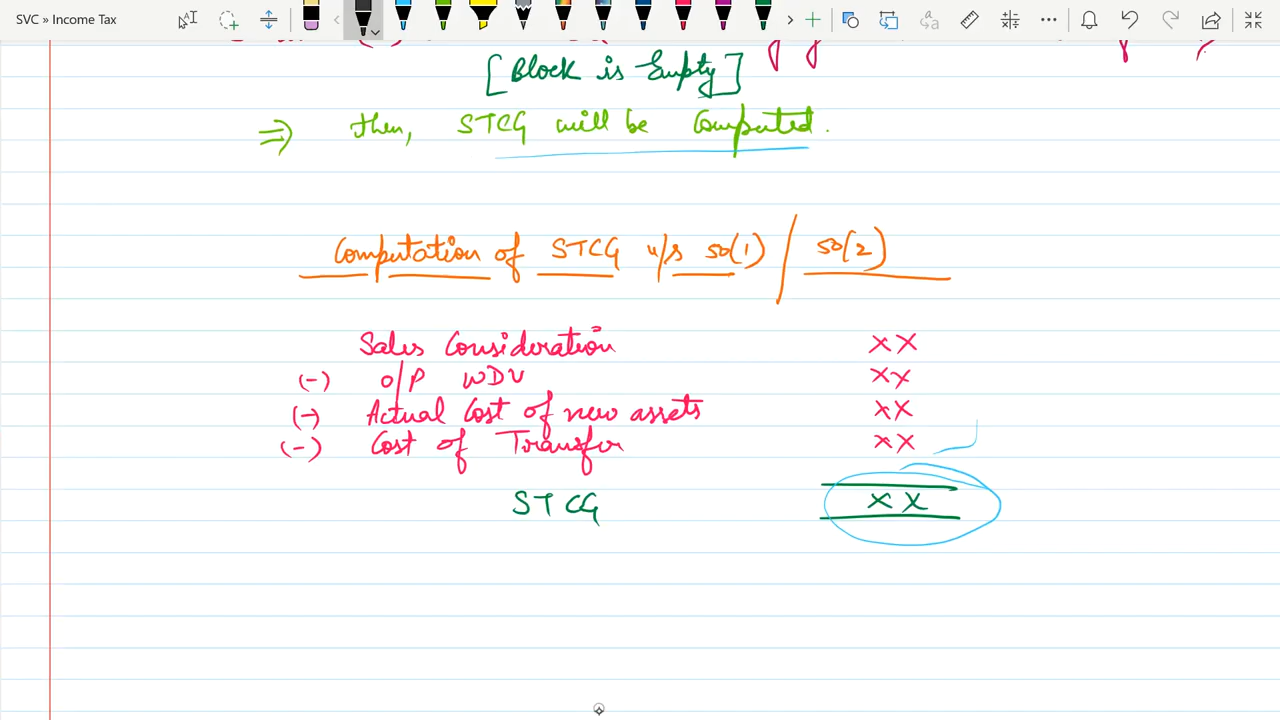 SVC » Income Tax
[Block is Empty]
⇒ then, STCG will be Computed.
Computation of STCG u/s 50(1) / 50(2)
Sales Consideration XX
(-) o/p WDV XX
(-) Actual Cost of new assets XX
(-) Cost of Transfer XX
STCG XX